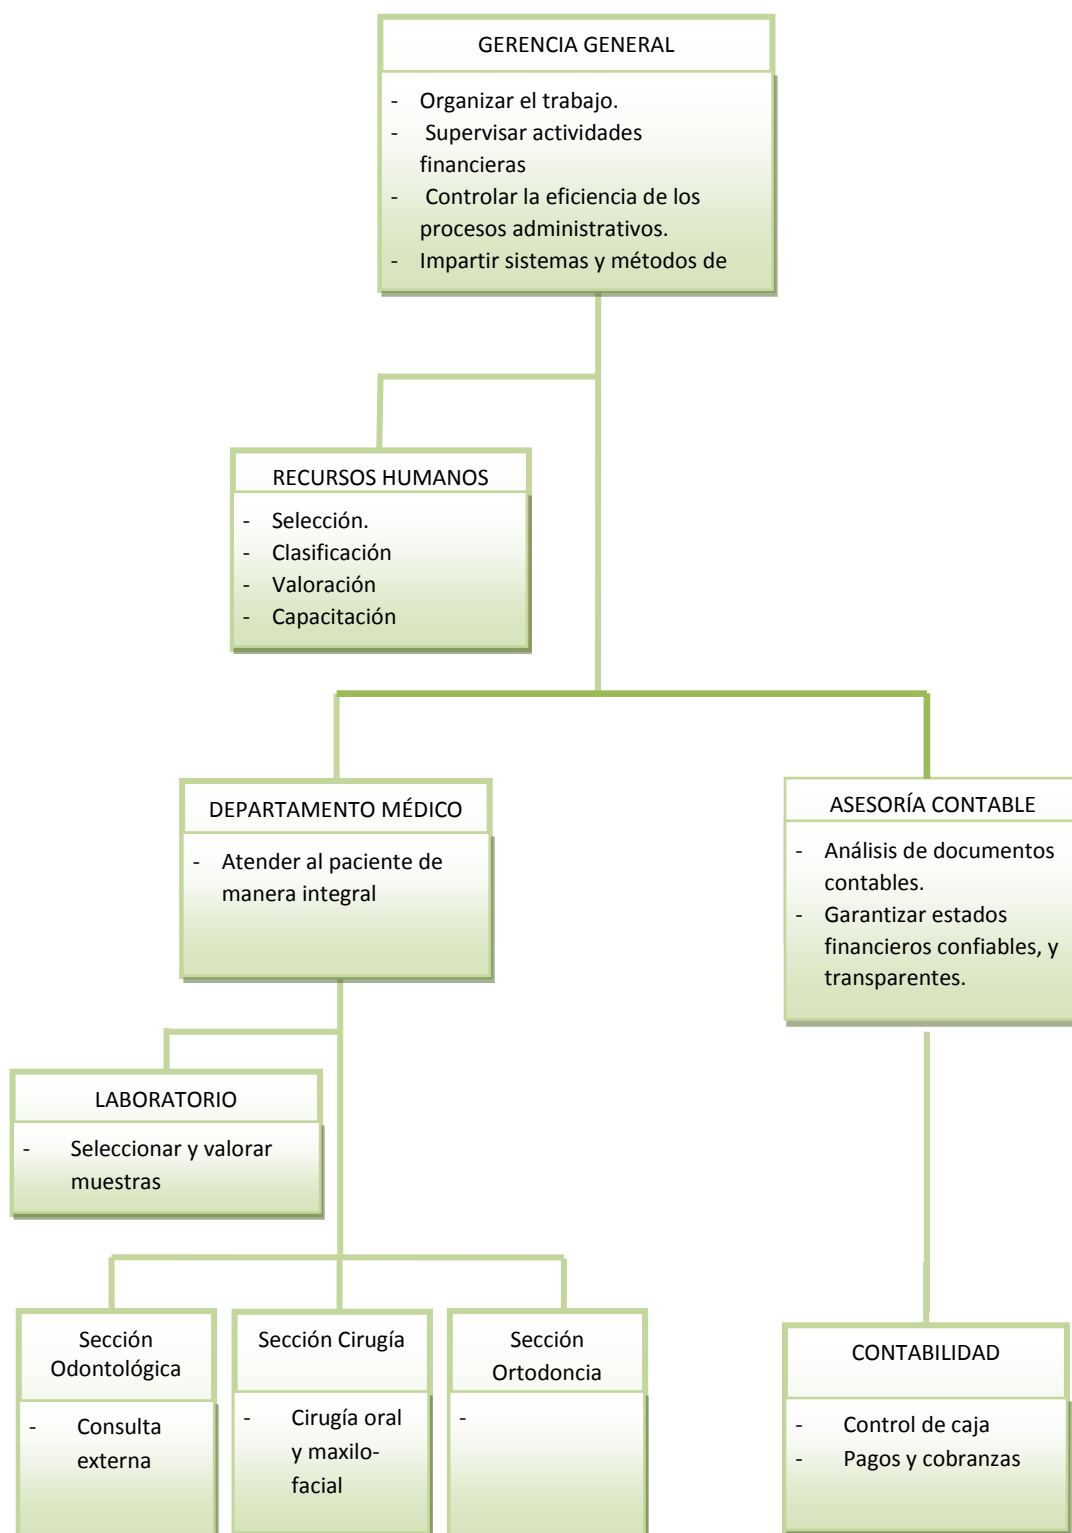 GERENCIA GENERAL
- Organizar el trabajo.
- Supervisar actividades
financieras
- Controlar la eficiencia de los
procesos administrativos.
- Impartir sistemas y métodos de
RECURSOS HUMANOS
- Selección.
- Clasificación
- Valoración
- Capacitación
DEPARTAMENTO MÉDICO
- Atender al paciente de
manera integral
ASESORÍA CONTABLE
- Análisis de documentos
contables.
- Garantizar estados
financieros confiables, y
transparentes.
LABORATORIO
- Seleccionar y valorar
muestras
Sección
Odontológica
- Consulta
externa
Sección Cirugía
- Cirugía oral
y maxilo-
facial
Sección
Ortodoncia
-
CONTABILIDAD
- Control de caja
- Pagos y cobranzas